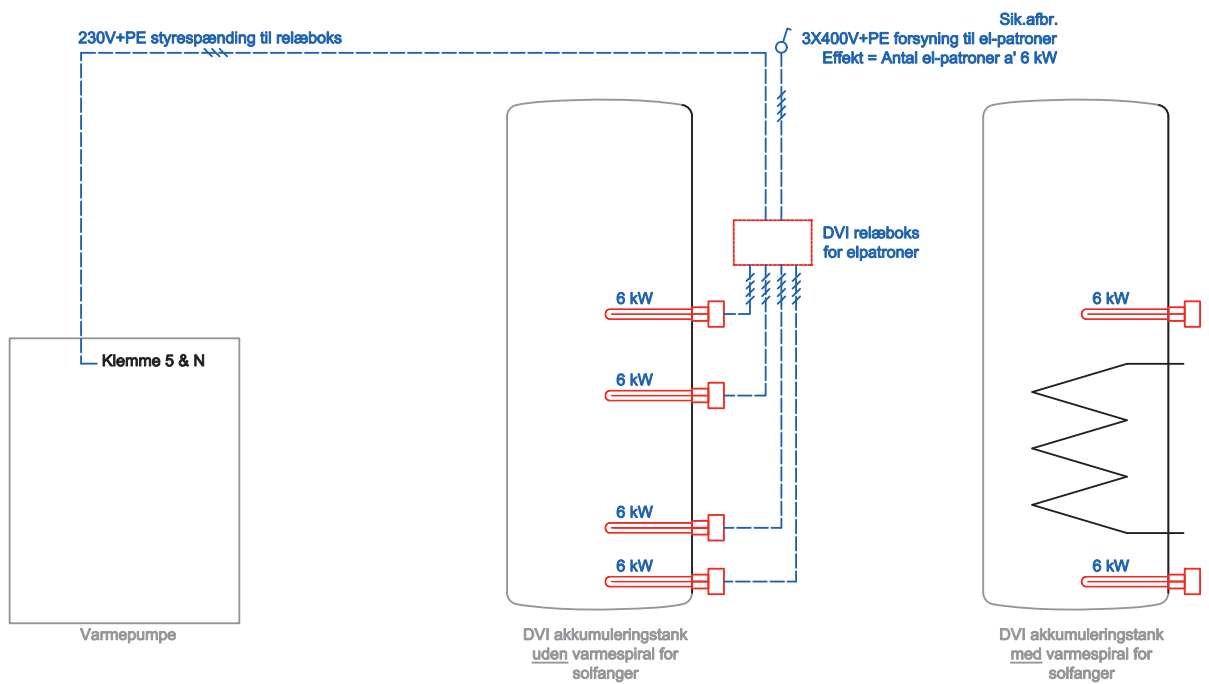 Sik.afbr.
230V+PE styrespænding til relæboks
3X400V+PE forsyning til el-patroner
Effekt = Antal el-patroner a' 6 kW
DVI relæboks
for elpatroner
6 kW
6 kW
Klemme 5 & N
6 kW
6 kW
6 kW
6 kW
Varmepumpe
DVI akkumuleringstank
uden varmespiral for
solfanger
DVI akkumuleringstank
med varmespiral for
solfanger